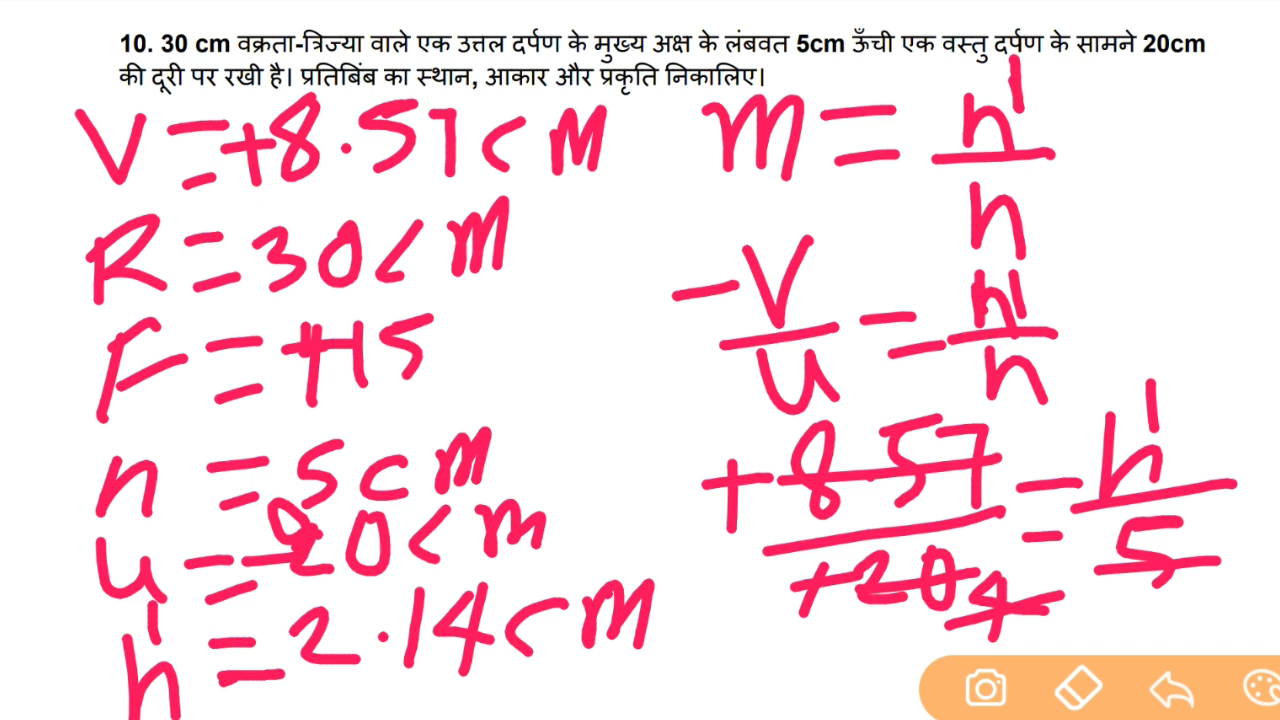 10. 30 cm वक्रता-त्रिज्या वाले एक उत्तल दर्पण के मुख्य अक्ष के लंबवत 5cm ऊँची एक वस्तु दर्पण के सामने 20cm
की दूरी पर रखी है। प्रतिबिंब का स्थान, आकार और प्रकृति निकालिए।
V = +8.57 cm
R = 30 cm
F = +15
h = 5 cm
u = -20 cm
h' = 2.14 cm
m = h'/h
-V/u = h'/h
+8.57/+20 4 = h'/5